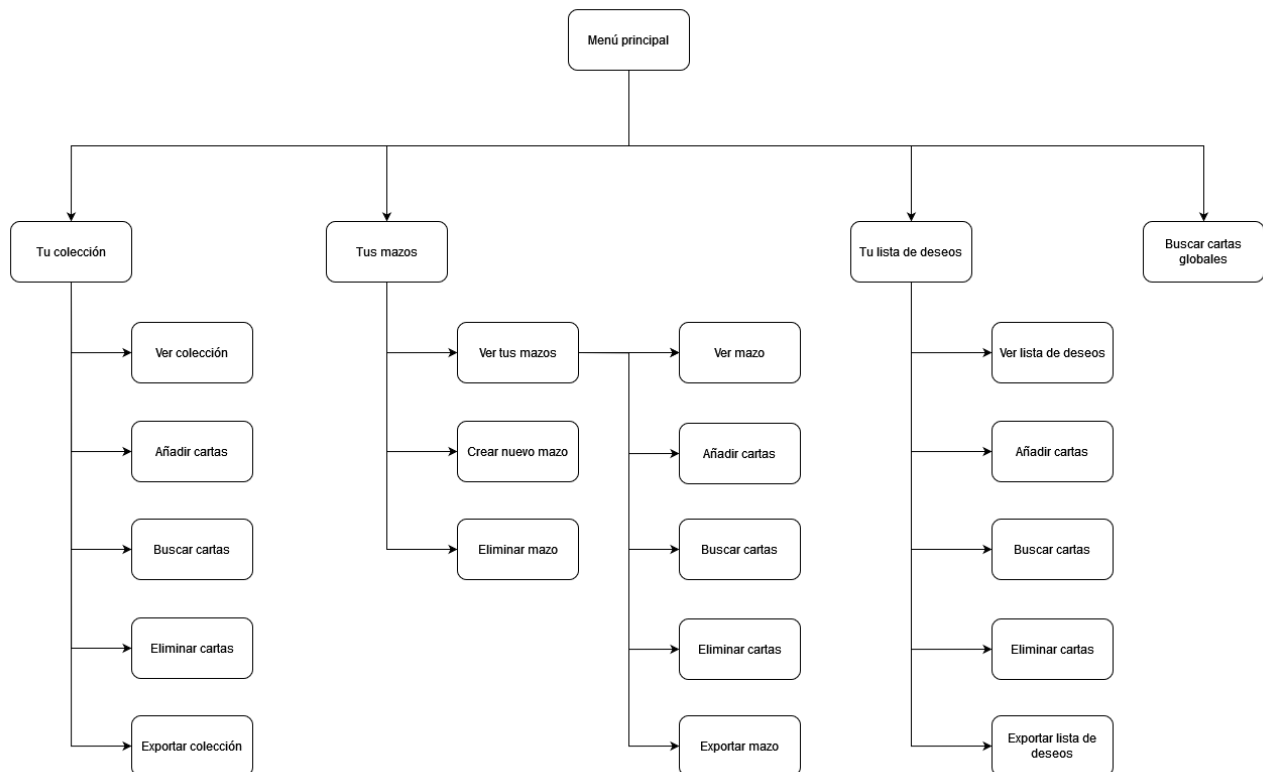 Menú principal
Tu colección
Tus mazos
Tu lista de deseos
Buscar cartas
globales
Ver colección
Ver tus mazos
Ver mazo
Ver lista de deseos
Añadir cartas
Crear nuevo mazo
Añadir cartas
Añadir cartas
Buscar cartas
Eliminar mazo
Buscar cartas
Buscar cartas
Eliminar cartas
Eliminar cartas
Eliminar cartas
Exportar colección
Exportar mazo
Exportar lista de
deseos